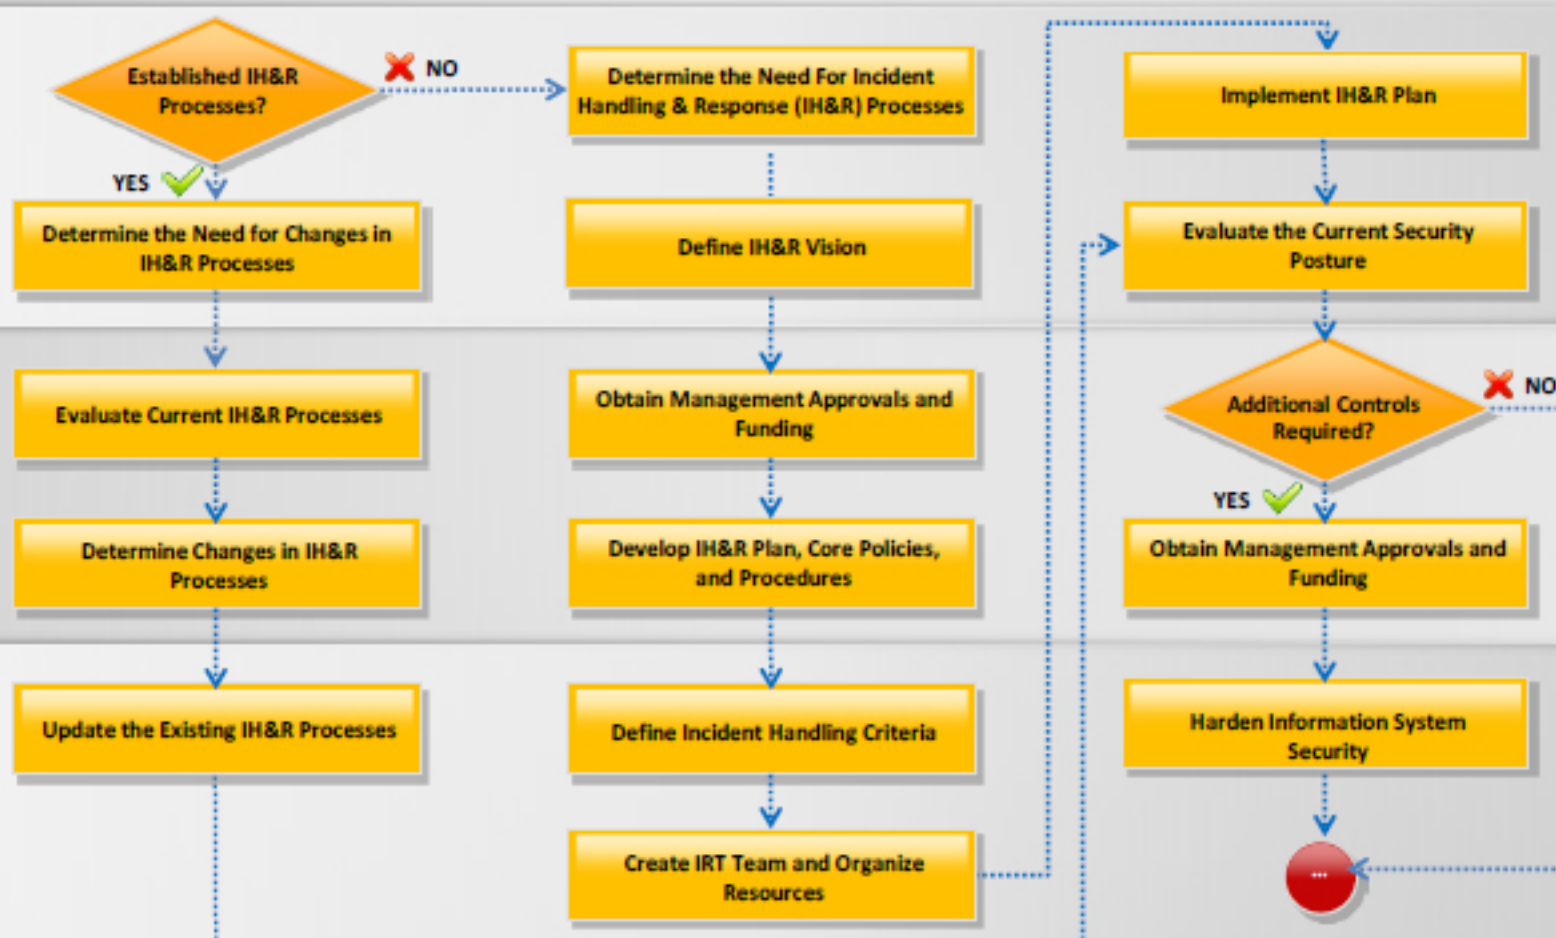 Established IH&R
Processes?
NO
YES
Determine the Need for Changes in
IH&R Processes
Evaluate Current IH&R Processes
Determine Changes in IH&R
Processes
Update the Existing IH&R Processes
Determine the Need For Incident
Handling & Response (IH&R) Processes
Define IH&R Vision
Obtain Management Approvals and
Funding
Develop IH&R Plan, Core Policies,
and Procedures
Define Incident Handling Criteria
Create IRT Team and Organize
Resources
Implement IH&R Plan
Evaluate the Current Security
Posture
Additional Controls
Required?
NO
YES
Obtain Management Approvals and
Funding
Harden Information System
Security
...